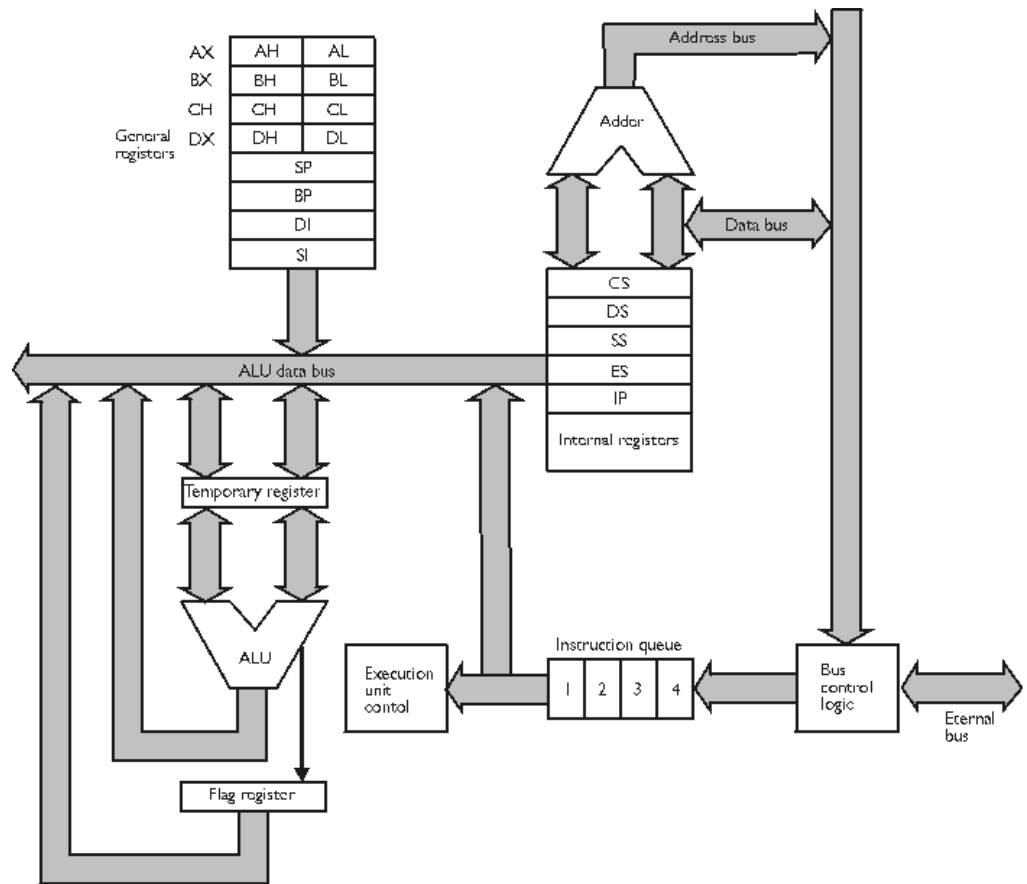 AX AH AL
BX BH BL
CH CH CL
DX DH DL
General
registers
SP
BP
DI
SI
Address bus
Adder
Data bus
CS
DS
SS
ES
IP
Internal registers
ALU data bus
Temporary register
ALU
Flag register
Execution
unit
contol
Instruction queue
1 2 3 4
Bus
control
logic
Eternal
bus